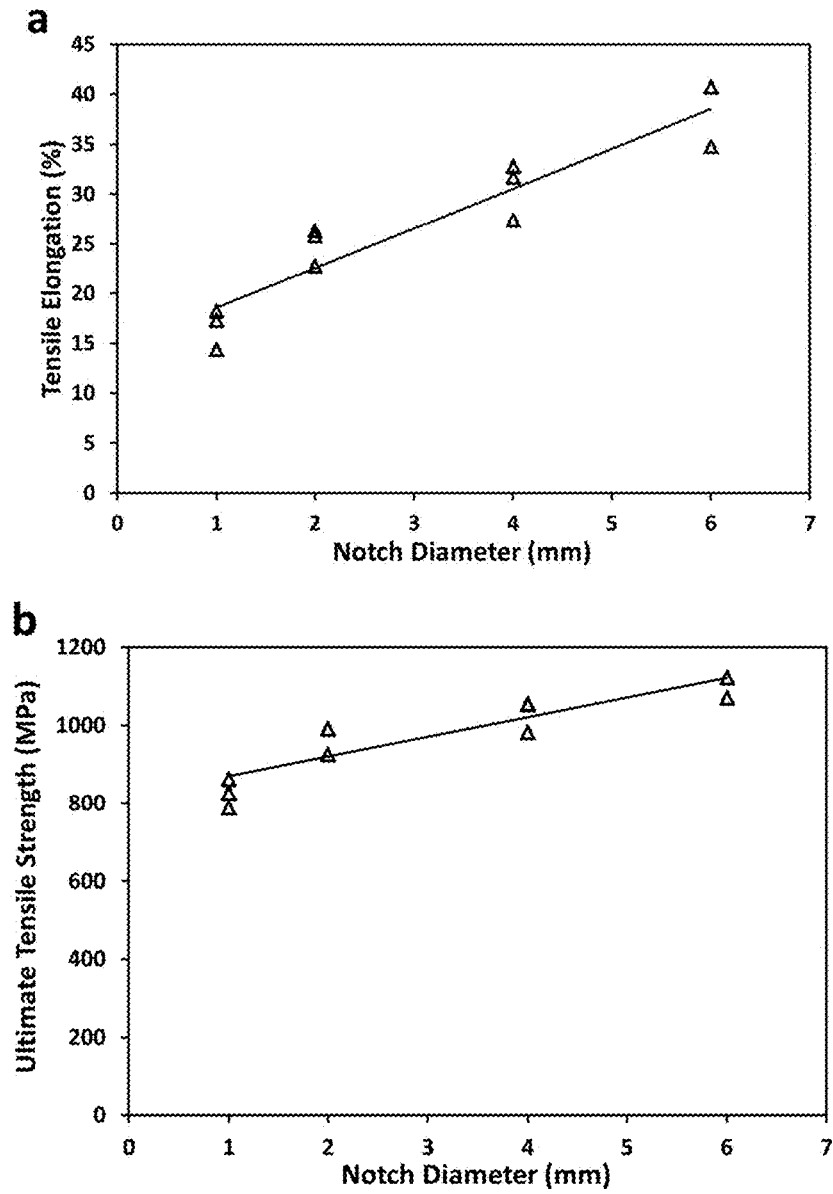 a
45
40
35
30
25
20
15
10
5
0
Tensile Elongation (%)
0 1 2 3 4 5 6 7
Notch Diameter (mm)
b
1200
1000
800
600
400
200
0
Ultimate Tensile Strength (MPa)
0 1 2 3 4 5 6 7
Notch Diameter (mm)